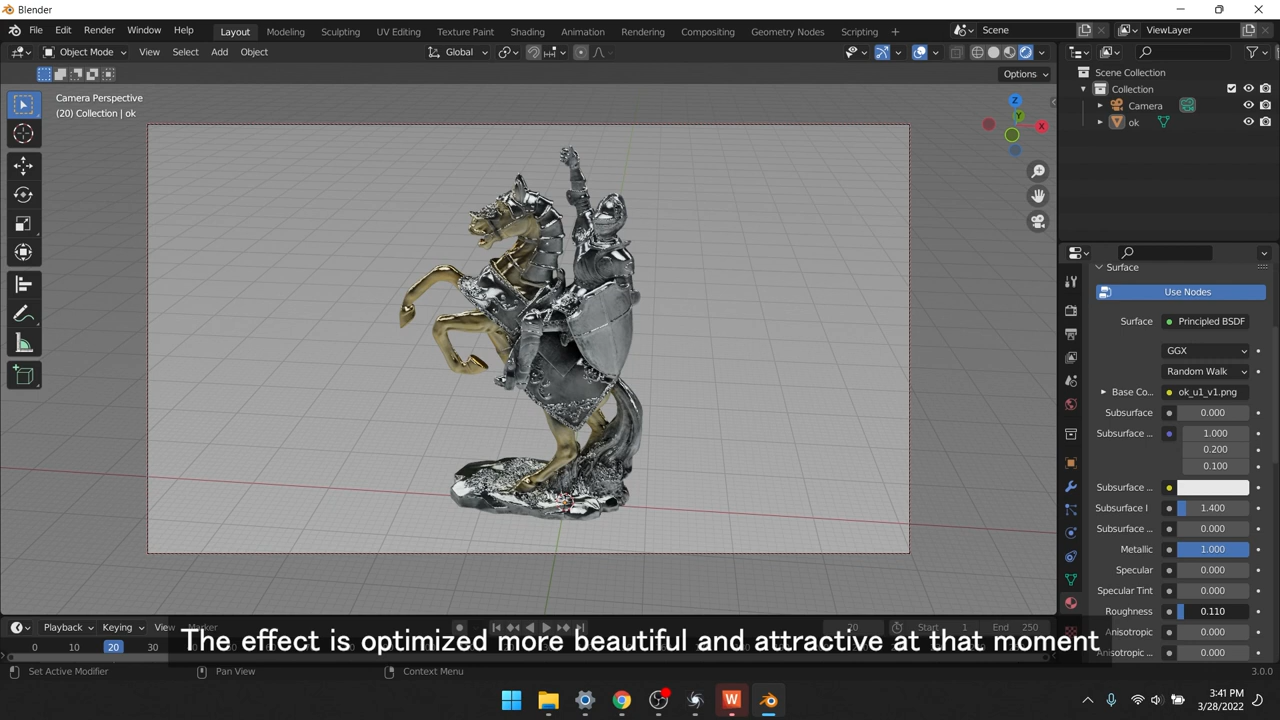 Blender
File Edit Render Window Help Layout Modeling Sculpting UV Editing Texture Paint Shading Animation Rendering Compositing Geometry Nodes Scripting + Scene ViewLayer
Object Mode View Select Add Object Global
Options
Camera Perspective
(20) Collection | ok
Z
Y
X
Scene Collection
Collection
Camera
ok
Surface
Use Nodes
Surface Principled BSDF
GGX
Random Walk
Base Co... ok_u1_v1.png
Subsurface 0.000
Subsurface ... 1.000
0.200
0.100
Subsurface ...
Subsurface I 1.400
Subsurface ... 0.000
Metallic 1.000
Specular 0.000
Specular Tint 0.000
Roughness 0.110
Anisotropic 0.000
Anisotropic ... 0.000
Playback Keying View Marker 20 Start 1 End 250
0 10 20 30
The effect is optimized more beautiful and attractive at that moment
Set Active Modifier Pan View Context Menu 3.0.0
W
3:41 PM
3/28/2022